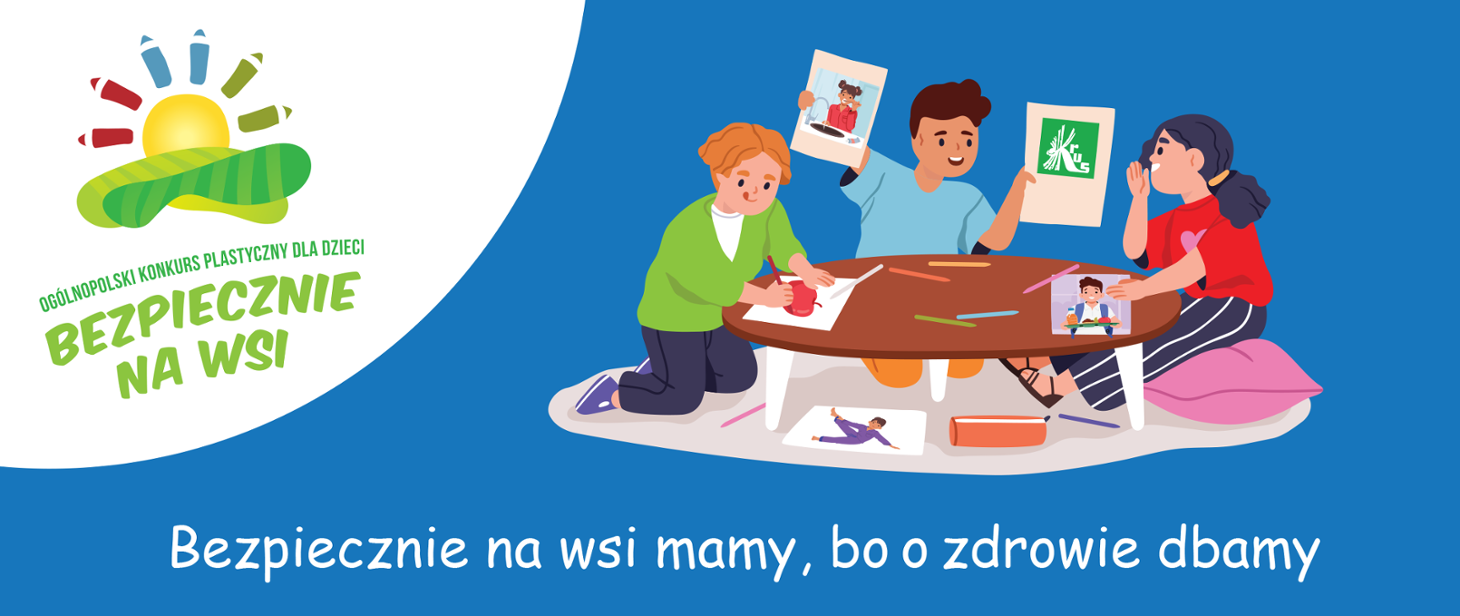 OGÓLNOPOLSKI KONKURS PLASTYCZNY DLA DZIECI
BEZPIECZNIE
NA WSI
Krus
Bezpiecznie na wsi mamy, bo o zdrowie dbamy